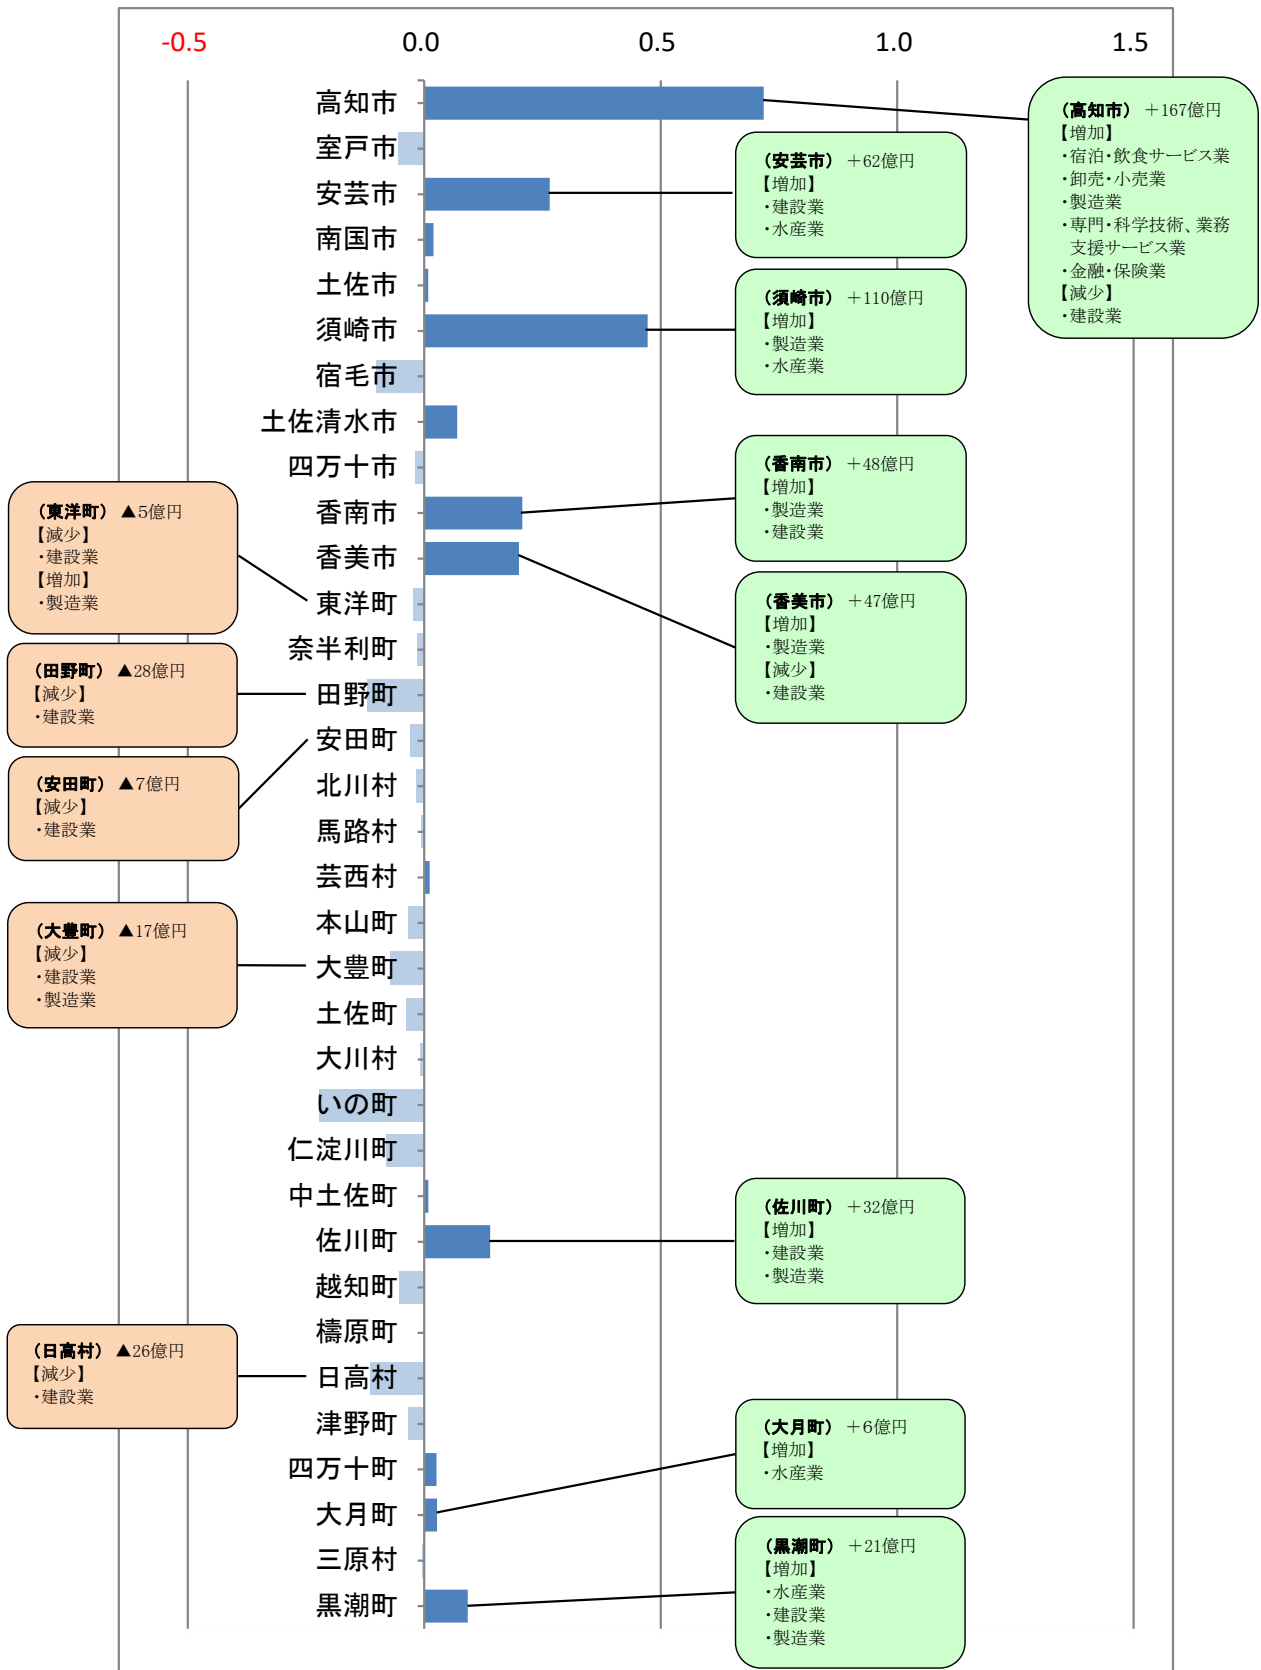 -0.5 0.0 0.5 1.0 1.5
高知市
室戸市
安芸市
南国市
土佐市
須崎市
宿毛市
土佐清水市
四万十市
香南市
香美市
東洋町
奈半利町
田野町
安田町
北川村
馬路村
芸西村
本山町
大豊町
土佐町
大川村
いの町
仁淀川町
中土佐町
佐川町
越知町
檮原町
日高村
津野町
四万十町
大月町
三原村
黒潮町
（高知市） ＋167億円
【増加】
・宿泊・飲食サービス業
・卸売・小売業
・製造業
・専門・科学技術、業務
支援サービス業
・金融・保険業
【減少】
・建設業
（安芸市） ＋62億円
【増加】
・建設業
・水産業
（須崎市） ＋110億円
【増加】
・製造業
・水産業
（香南市） ＋48億円
【増加】
・製造業
・建設業
（香美市） ＋47億円
【増加】
・製造業
【減少】
・建設業
（東洋町） ▲5億円
【減少】
・建設業
【増加】
・製造業
（田野町） ▲28億円
【減少】
・建設業
（安田町） ▲7億円
【減少】
・建設業
（大豊町） ▲17億円
【減少】
・建設業
・製造業
（佐川町） ＋32億円
【増加】
・建設業
・製造業
（日高村） ▲26億円
【減少】
・建設業
（大月町） ＋6億円
【増加】
・水産業
（黒潮町） ＋21億円
【増加】
・水産業
・建設業
・製造業